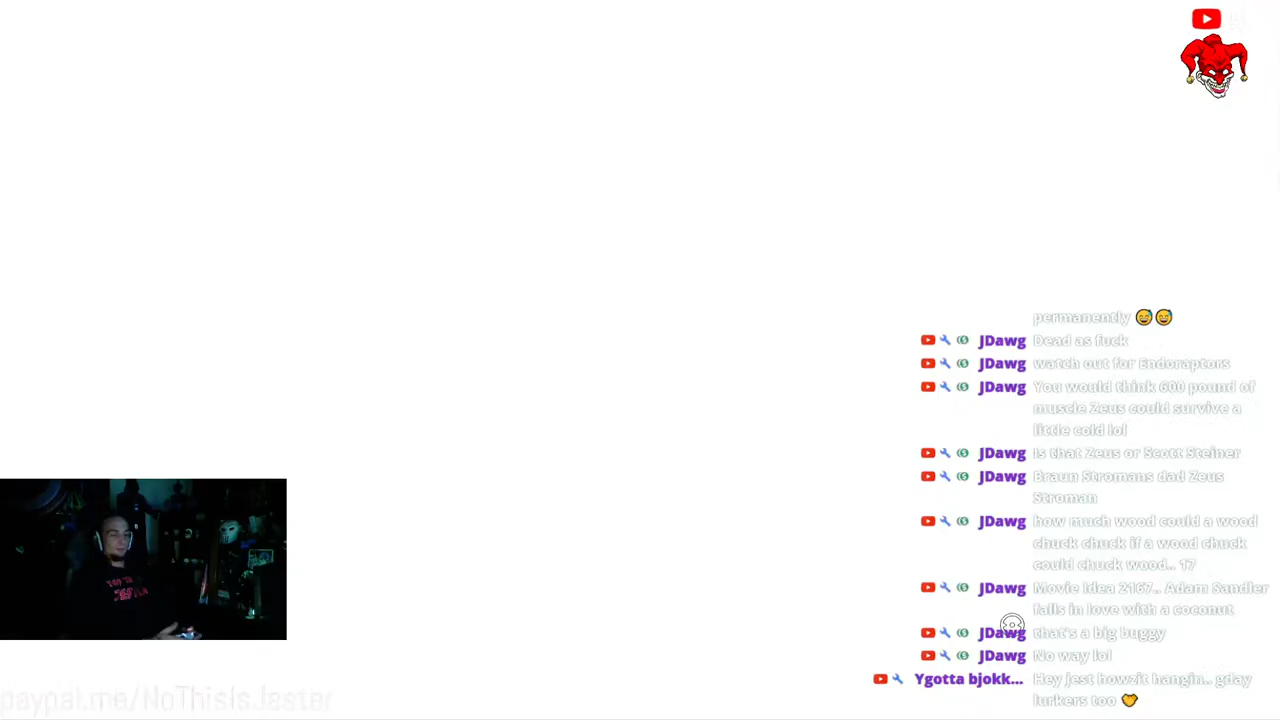 permanently 😅😅
JDawg Dead as fuck
JDawg watch out for Endoraptors
JDawg You would think 600 pound of
muscle Zeus could survive a
little cold lol
JDawg Is that Zeus or Scott Steiner
JDawg Braun Stromans dad Zeus
Stroman
JDawg how much wood could a wood
chuck chuck if a wood chuck
could chuck wood.. 17
JDawg Movie Idea 2167.. Adam Sandler
falls in love with a coconut
JDawg that's a big buggy
JDawg No way lol
Ygotta bjokk... Hey jest howzit hangin.. gday
lurkers too
paypal.me/NoThisIsJester